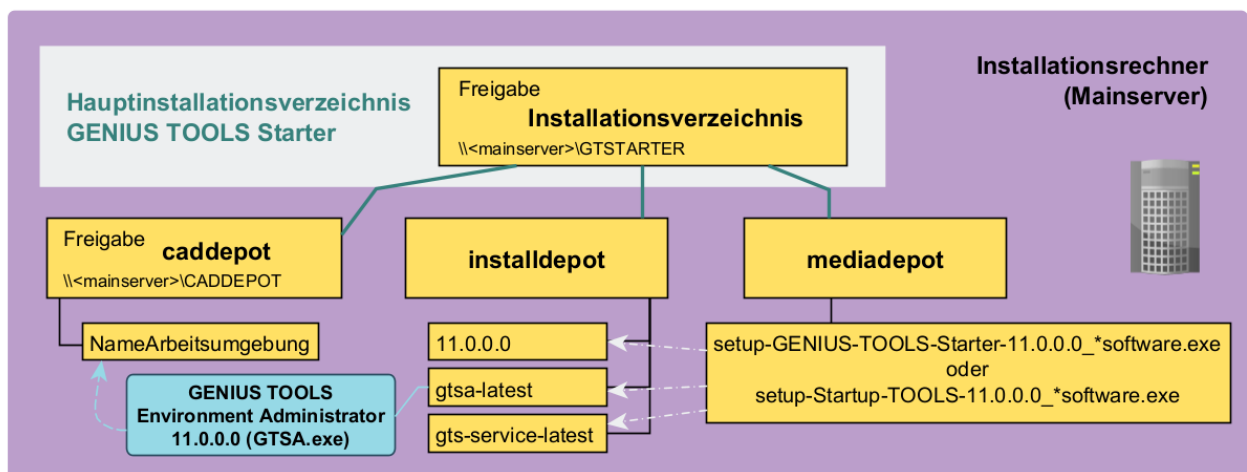 Hauptinstallationsverzeichnis
GENIUS TOOLS Starter
Freigabe
Installationsverzeichnis
\\<mainserver>\GTSTARTER
Installationsrechner
(Mainserver)
Freigabe
caddepot
\\<mainserver>\CADDEPOT
installdepot
mediadepot
NameArbeitsumgebung
GENIUS TOOLS
Environment Administrator
11.0.0.0 (GTSA.exe)
11.0.0.0
gtsa-latest
gts-service-latest
setup-GENIUS-TOOLS-Starter-11.0.0.0_*software.exe
oder
setup-Startup-TOOLS-11.0.0.0_*software.exe